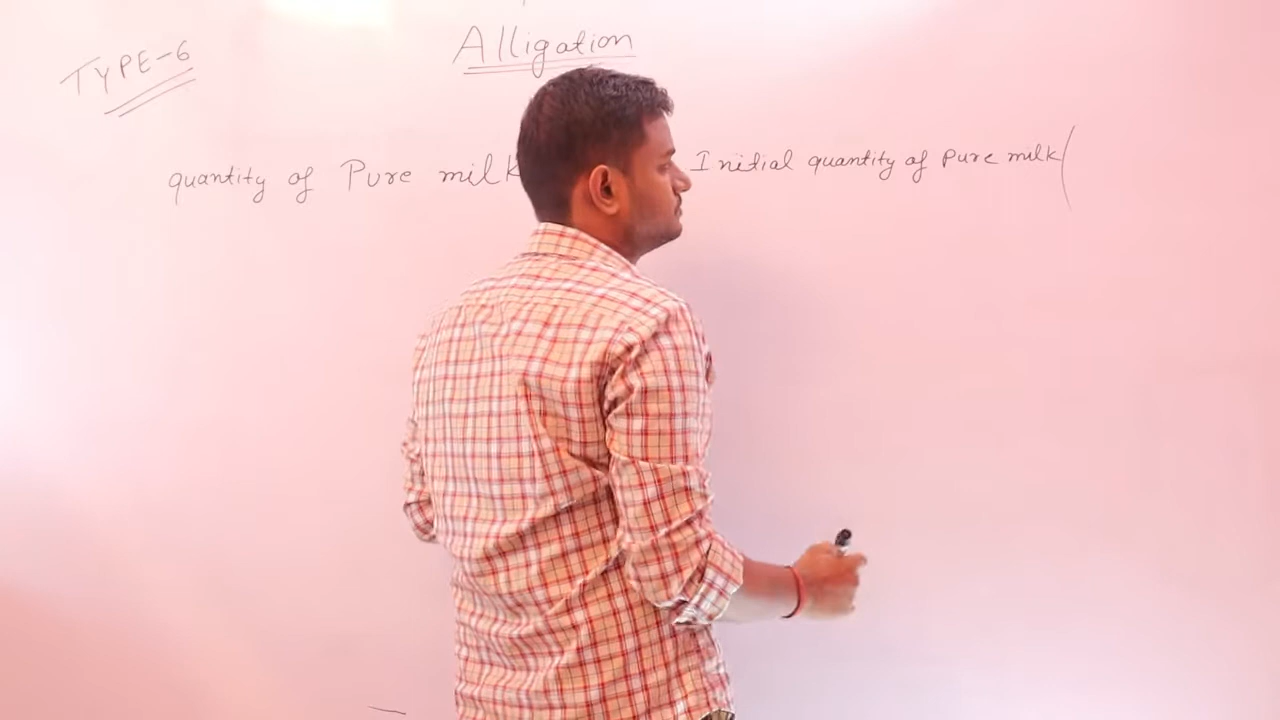 Alligation
TYPE-6
quantity of Pure milk Initial quantity of pure milk (